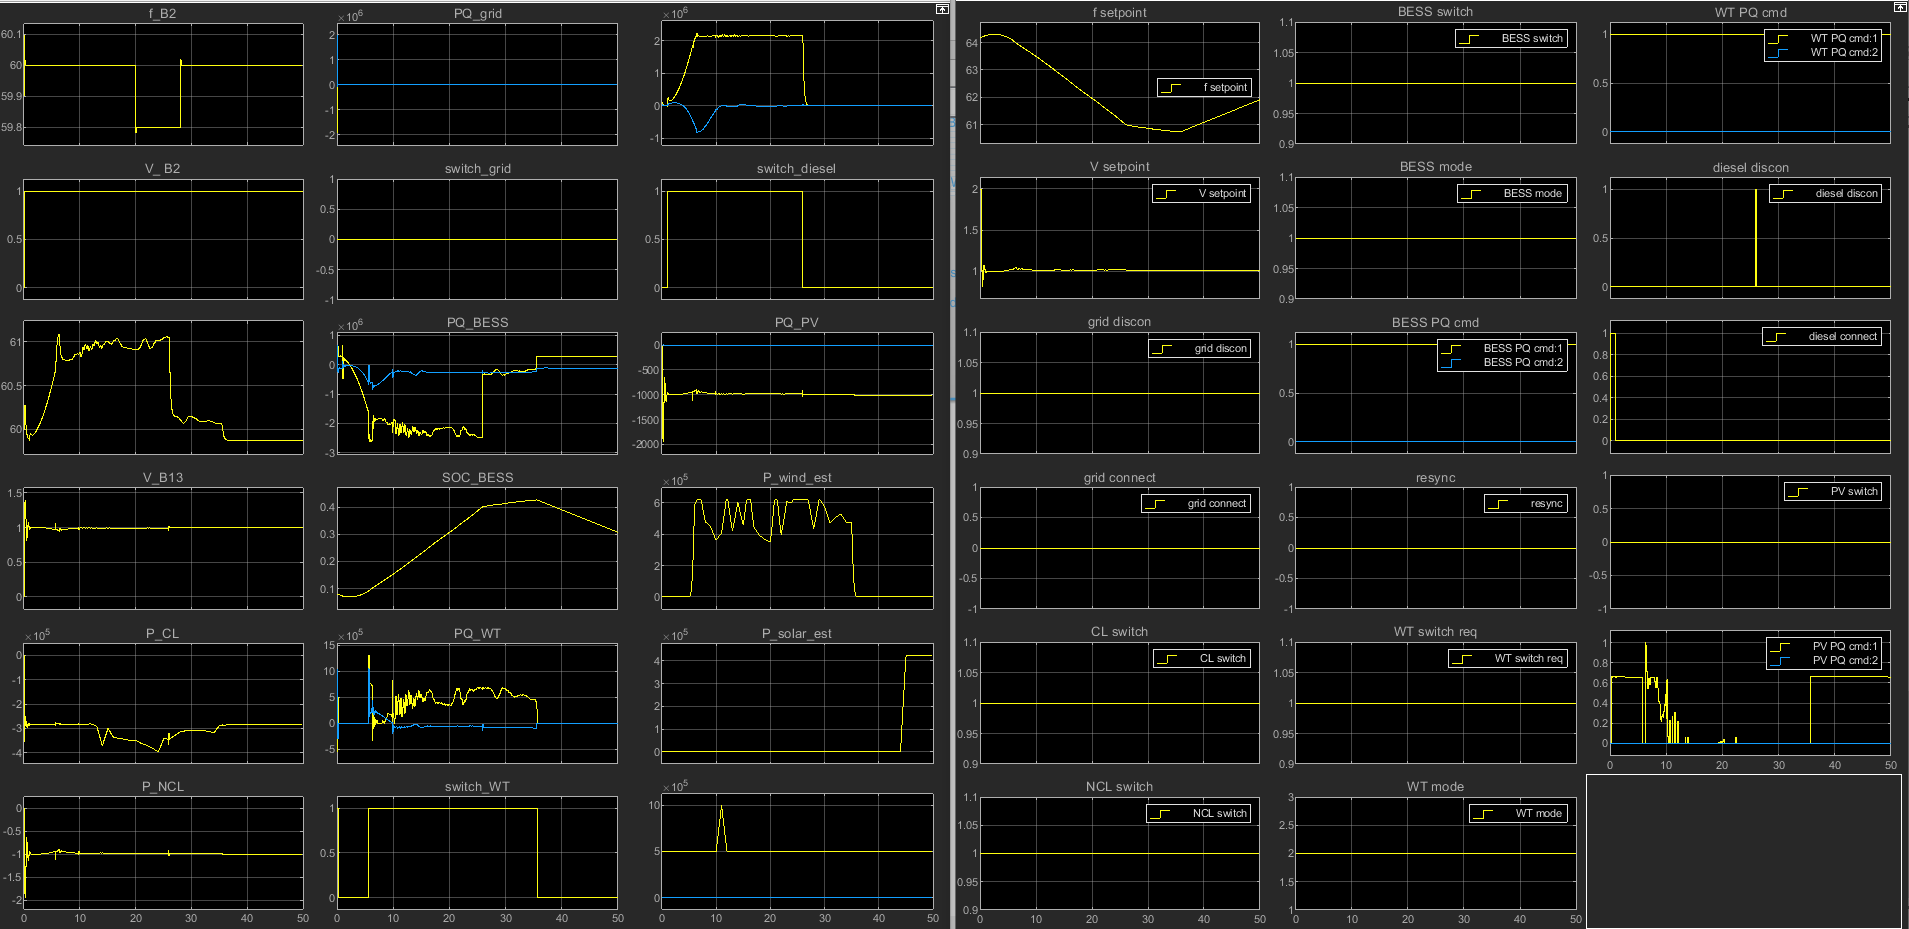 f_B2
60.1
60
59.9
59.8
PQ_grid
×10^6
2
1
0
-1
-2
×10^6
2
1
0
-1
V_ B2
1
0.5
0
switch_grid
1
0.5
0
-0.5
-1
switch_diesel
1
0.5
0
61
60.5
60
PQ_BESS
×10^6
1
0
-1
-2
-3
PQ_PV
0
-500
-1000
-1500
-2000
V_B13
1.5
1
0.5
0
SOC_BESS
0.4
0.3
0.2
0.1
P_wind_est
×10^5
6
4
2
0
P_CL
×10^5
0
-1
-2
-3
-4
PQ_WT
×10^5
15
10
5
0
-5
P_solar_est
×10^5
4
3
2
1
0
P_NCL
0
-0.5
-1
-1.5
-2
0 10 20 30 40 50
switch_WT
1
0.5
0
0 10 20 30 40 50
×10^5
10
5
0
0 10 20 30 40 50
f setpoint
64
63
62
61
f setpoint
BESS switch
1.1
1.05
1
0.95
0.9
BESS switch
WT PQ cmd
1
0.5
0
WT PQ cmd:1
WT PQ cmd:2
V setpoint
2
1.5
1
V setpoint
BESS mode
1.1
1.05
1
0.95
0.9
BESS mode
diesel discon
1
0.5
0
diesel discon
grid discon
1.1
1.05
1
0.95
0.9
grid discon
BESS PQ cmd
1
0.5
0
BESS PQ cmd:1
BESS PQ cmd:2
1
0.8
0.6
0.4
0.2
0
diesel connect
grid connect
1
0.5
0
-0.5
-1
grid connect
resync
1
0.5
0
-0.5
-1
resync
1
0.5
0
-0.5
-1
PV switch
CL switch
1.1
1.05
1
0.95
0.9
CL switch
WT switch req
1.1
1.05
1
0.95
0.9
WT switch req
1
0.8
0.6
0.4
0.2
0
PV PQ cmd:1
PV PQ cmd:2
0 10 20 30 40 50
NCL switch
1.1
1.05
1
0.95
0.9
NCL switch
0 10 20 30 40 50
WT mode
3
2.5
2
1.5
1
WT mode
0 10 20 30 40 50